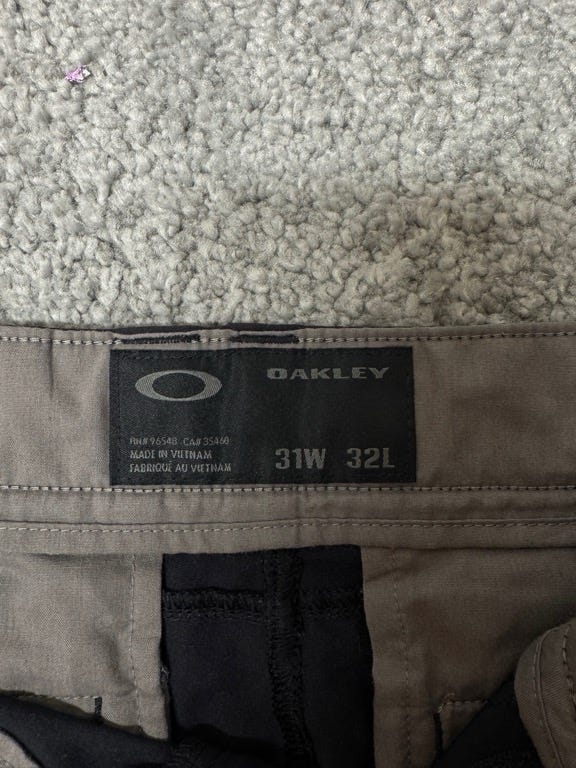 OAKLEY
RN# 96548 CA# 35460
MADE IN VIETNAM
FABRIQUÉ AU VIETNAM
31W 32L